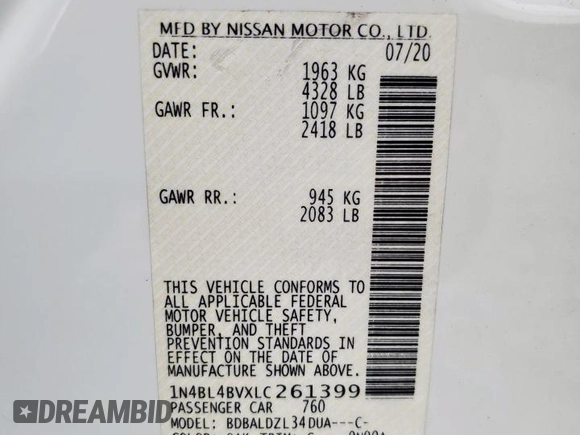 MFD BY NISSAN MOTOR CO., LTD.
DATE: 07/20
GVWR: 1963 KG
4328 LB
GAWR FR.: 1097 KG
2418 LB
GAWR RR.: 945 KG
2083 LB
THIS VEHICLE CONFORMS TO
ALL APPLICABLE FEDERAL
MOTOR VEHICLE SAFETY,
BUMPER, AND THEFT
PREVENTION STANDARDS IN
EFFECT ON THE DATE OF
MANUFACTURE SHOWN ABOVE.
1N4BL4BVXLC261399
PASSENGER CAR 760
MODEL: BDBALDZL34DUA---C-
COLOR: QAK TRIM: G
DREAMBID